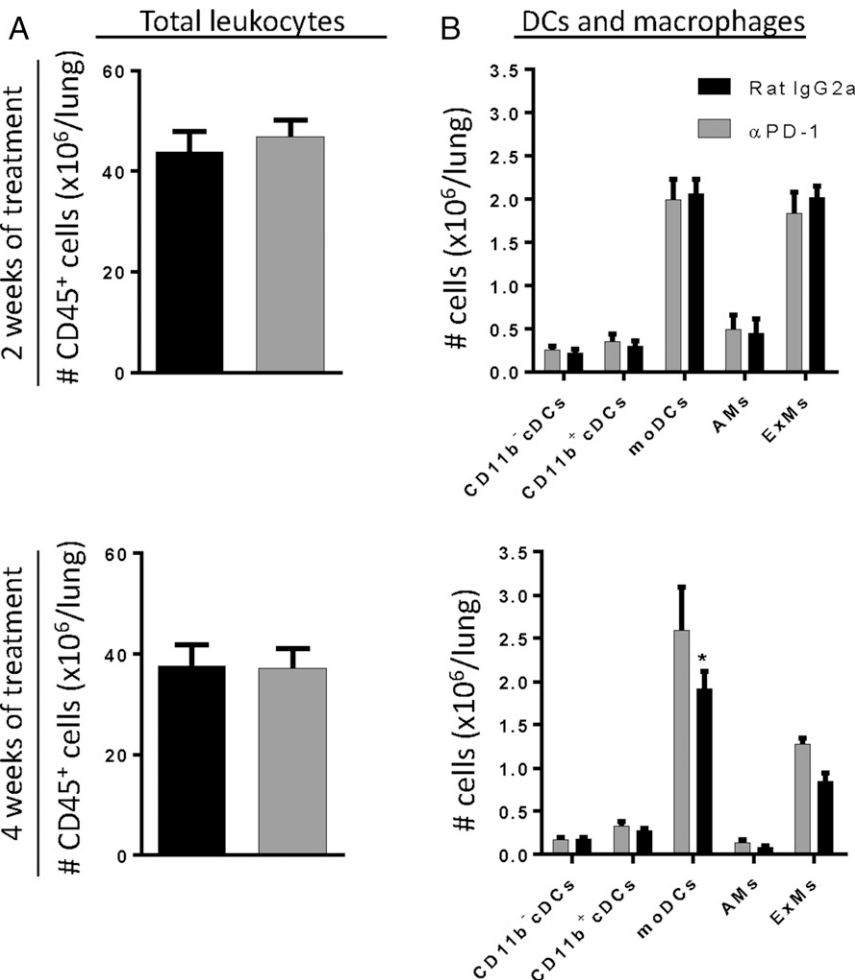 A
Total leukocytes
B
DCs and macrophages
2 weeks of treatment
# CD45⁺ cells (x10⁶/lung)
60
40
20
0
# cells (x10⁶/lung)
3.5
3.0
2.5
2.0
1.5
1.0
0.5
0.0
Rat IgG2a
αPD-1
CD11b⁻cDCs
CD11b⁺cDCs
moDCs
AMs
ExMs
4 weeks of treatment
# CD45⁺ cells (x10⁶/lung)
60
40
20
0
# cells (x10⁶/lung)
3.5
3.0
2.5
2.0
1.5
1.0
0.5
0.0
*
CD11b⁻cDCs
CD11b⁺cDCs
moDCs
AMs
ExMs